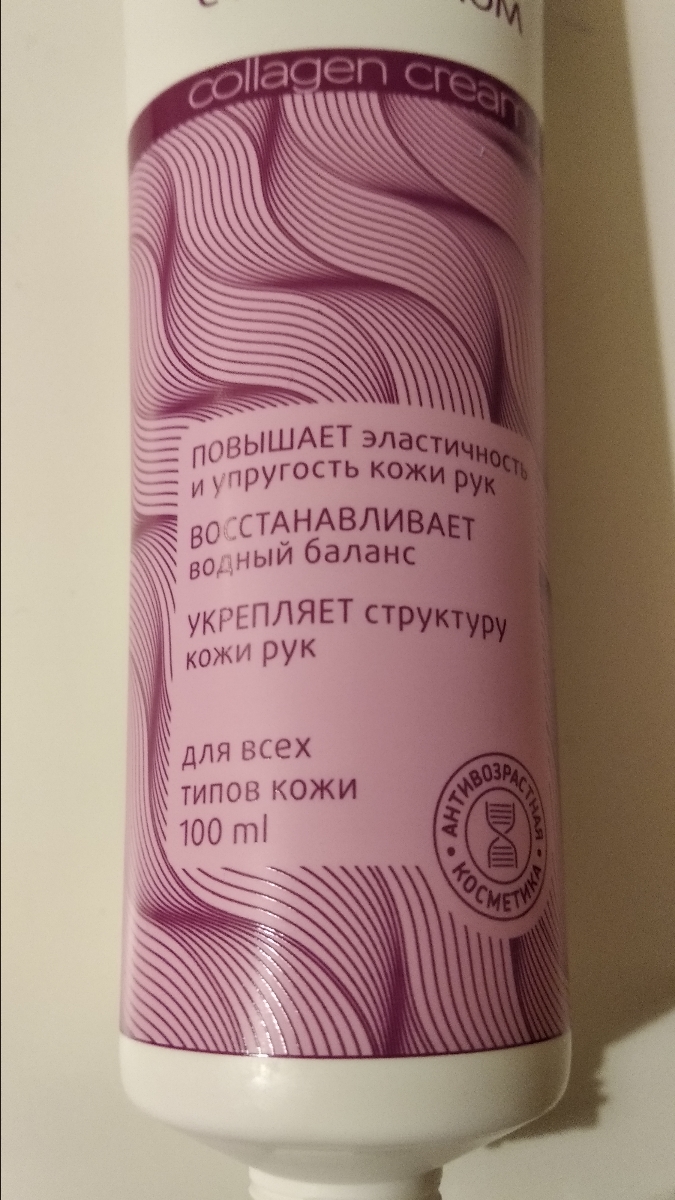 collagen cream
ПОВЫШАЕТ эластичность
и упругость кожи рук
ВОССТАНАВЛИВАЕТ
водный баланс
УКРЕПЛЯЕТ структуру
кожи рук
для всех
типов кожи
100 ml
АНТИВОЗРАСТНАЯ
КОСМЕТИКА